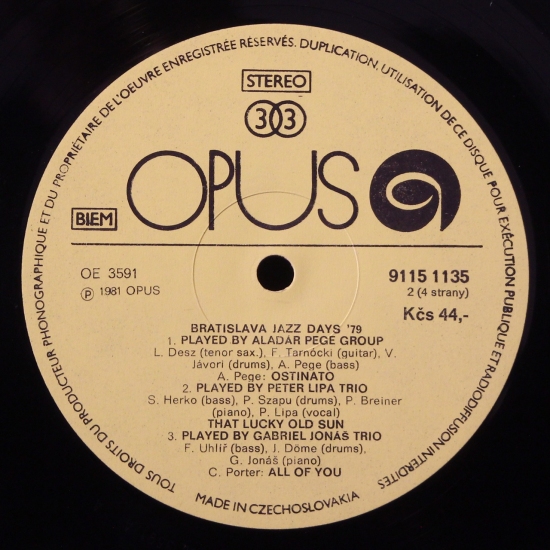 TOUS DROITS DU PRODUCTEUR PHONOGRAPHIQUE ET DU PROPRIÉTAIRE DE L'OEUVRE ENREGISTRÉE RÉSERVÉS. DUPLICATION, UTILISATION DE CE DISQUE POUR EXÉCUTION PUBLIQUE ET RADIODIFFUSION INTERDITES
STEREO
33
OPUS
BIEM
OE 3591
Ⓟ 1981 OPUS
9115 1135
2 (4 strany)
Kčs 44,-
BRATISLAVA JAZZ DAYS '79
1. PLAYED BY ALADÁR PEGE GROUP
L. Desz (tenor sax.), F. Tarnócki (guitar), V.
Jávori (drums), A. Pege (bass)
A. Pege: OSTINATO
2. PLAYED BY PETER LIPA TRIO
S. Herko (bass), P. Szapu (drums), P. Breiner
(piano), P. Lipa (vocal)
THAT LUCKY OLD SUN
3. PLAYED BY GABRIEL JONÁŠ TRIO
F. Uhlíř (bass), J. Döme (drums),
G. Jonáš (piano)
C. Porter: ALL OF YOU
MADE IN CZECHOSLOVAKIA